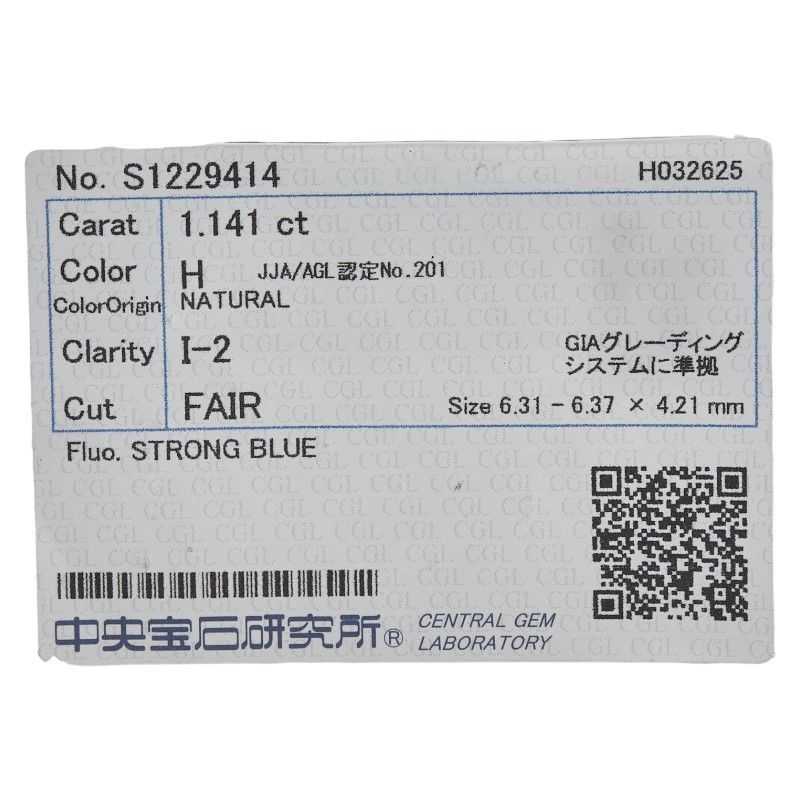 No. S1229414 H032625
Carat 1.141 ct
Color H JJA/AGL認定No.201
ColorOrigin NATURAL
Clarity I-2 GIAグレーディング
システムに準拠
Cut FAIR Size 6.31 - 6.37 × 4.21 mm
Fluo. STRONG BLUE
中央宝石研究所® CENTRAL GEM
LABORATORY